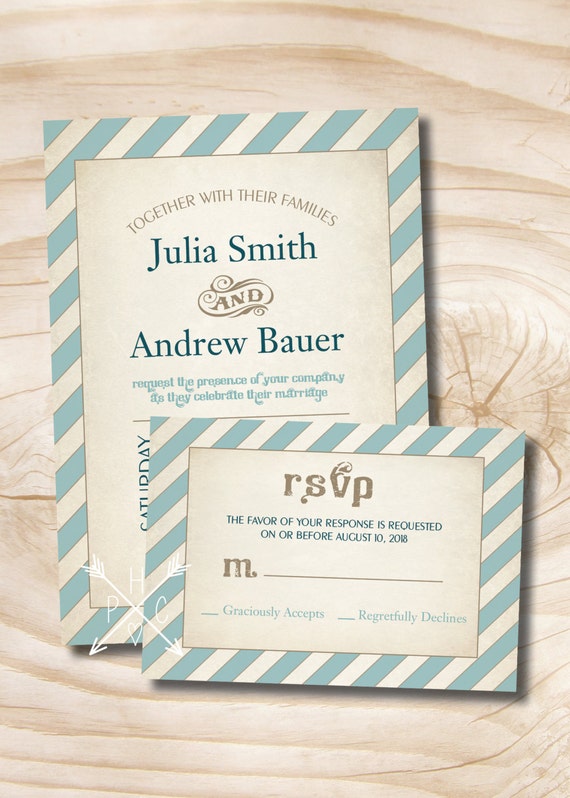 TOGETHER WITH THEIR FAMILIES
Julia Smith
AND
Andrew Bauer
request the presence of your company
as they celebrate their marriage
SATURDAY
rsvp
THE FAVOR OF YOUR RESPONSE IS REQUESTED
ON OR BEFORE AUGUST 10, 2018
m
Graciously Accepts
Regretfully Declines
H
P C